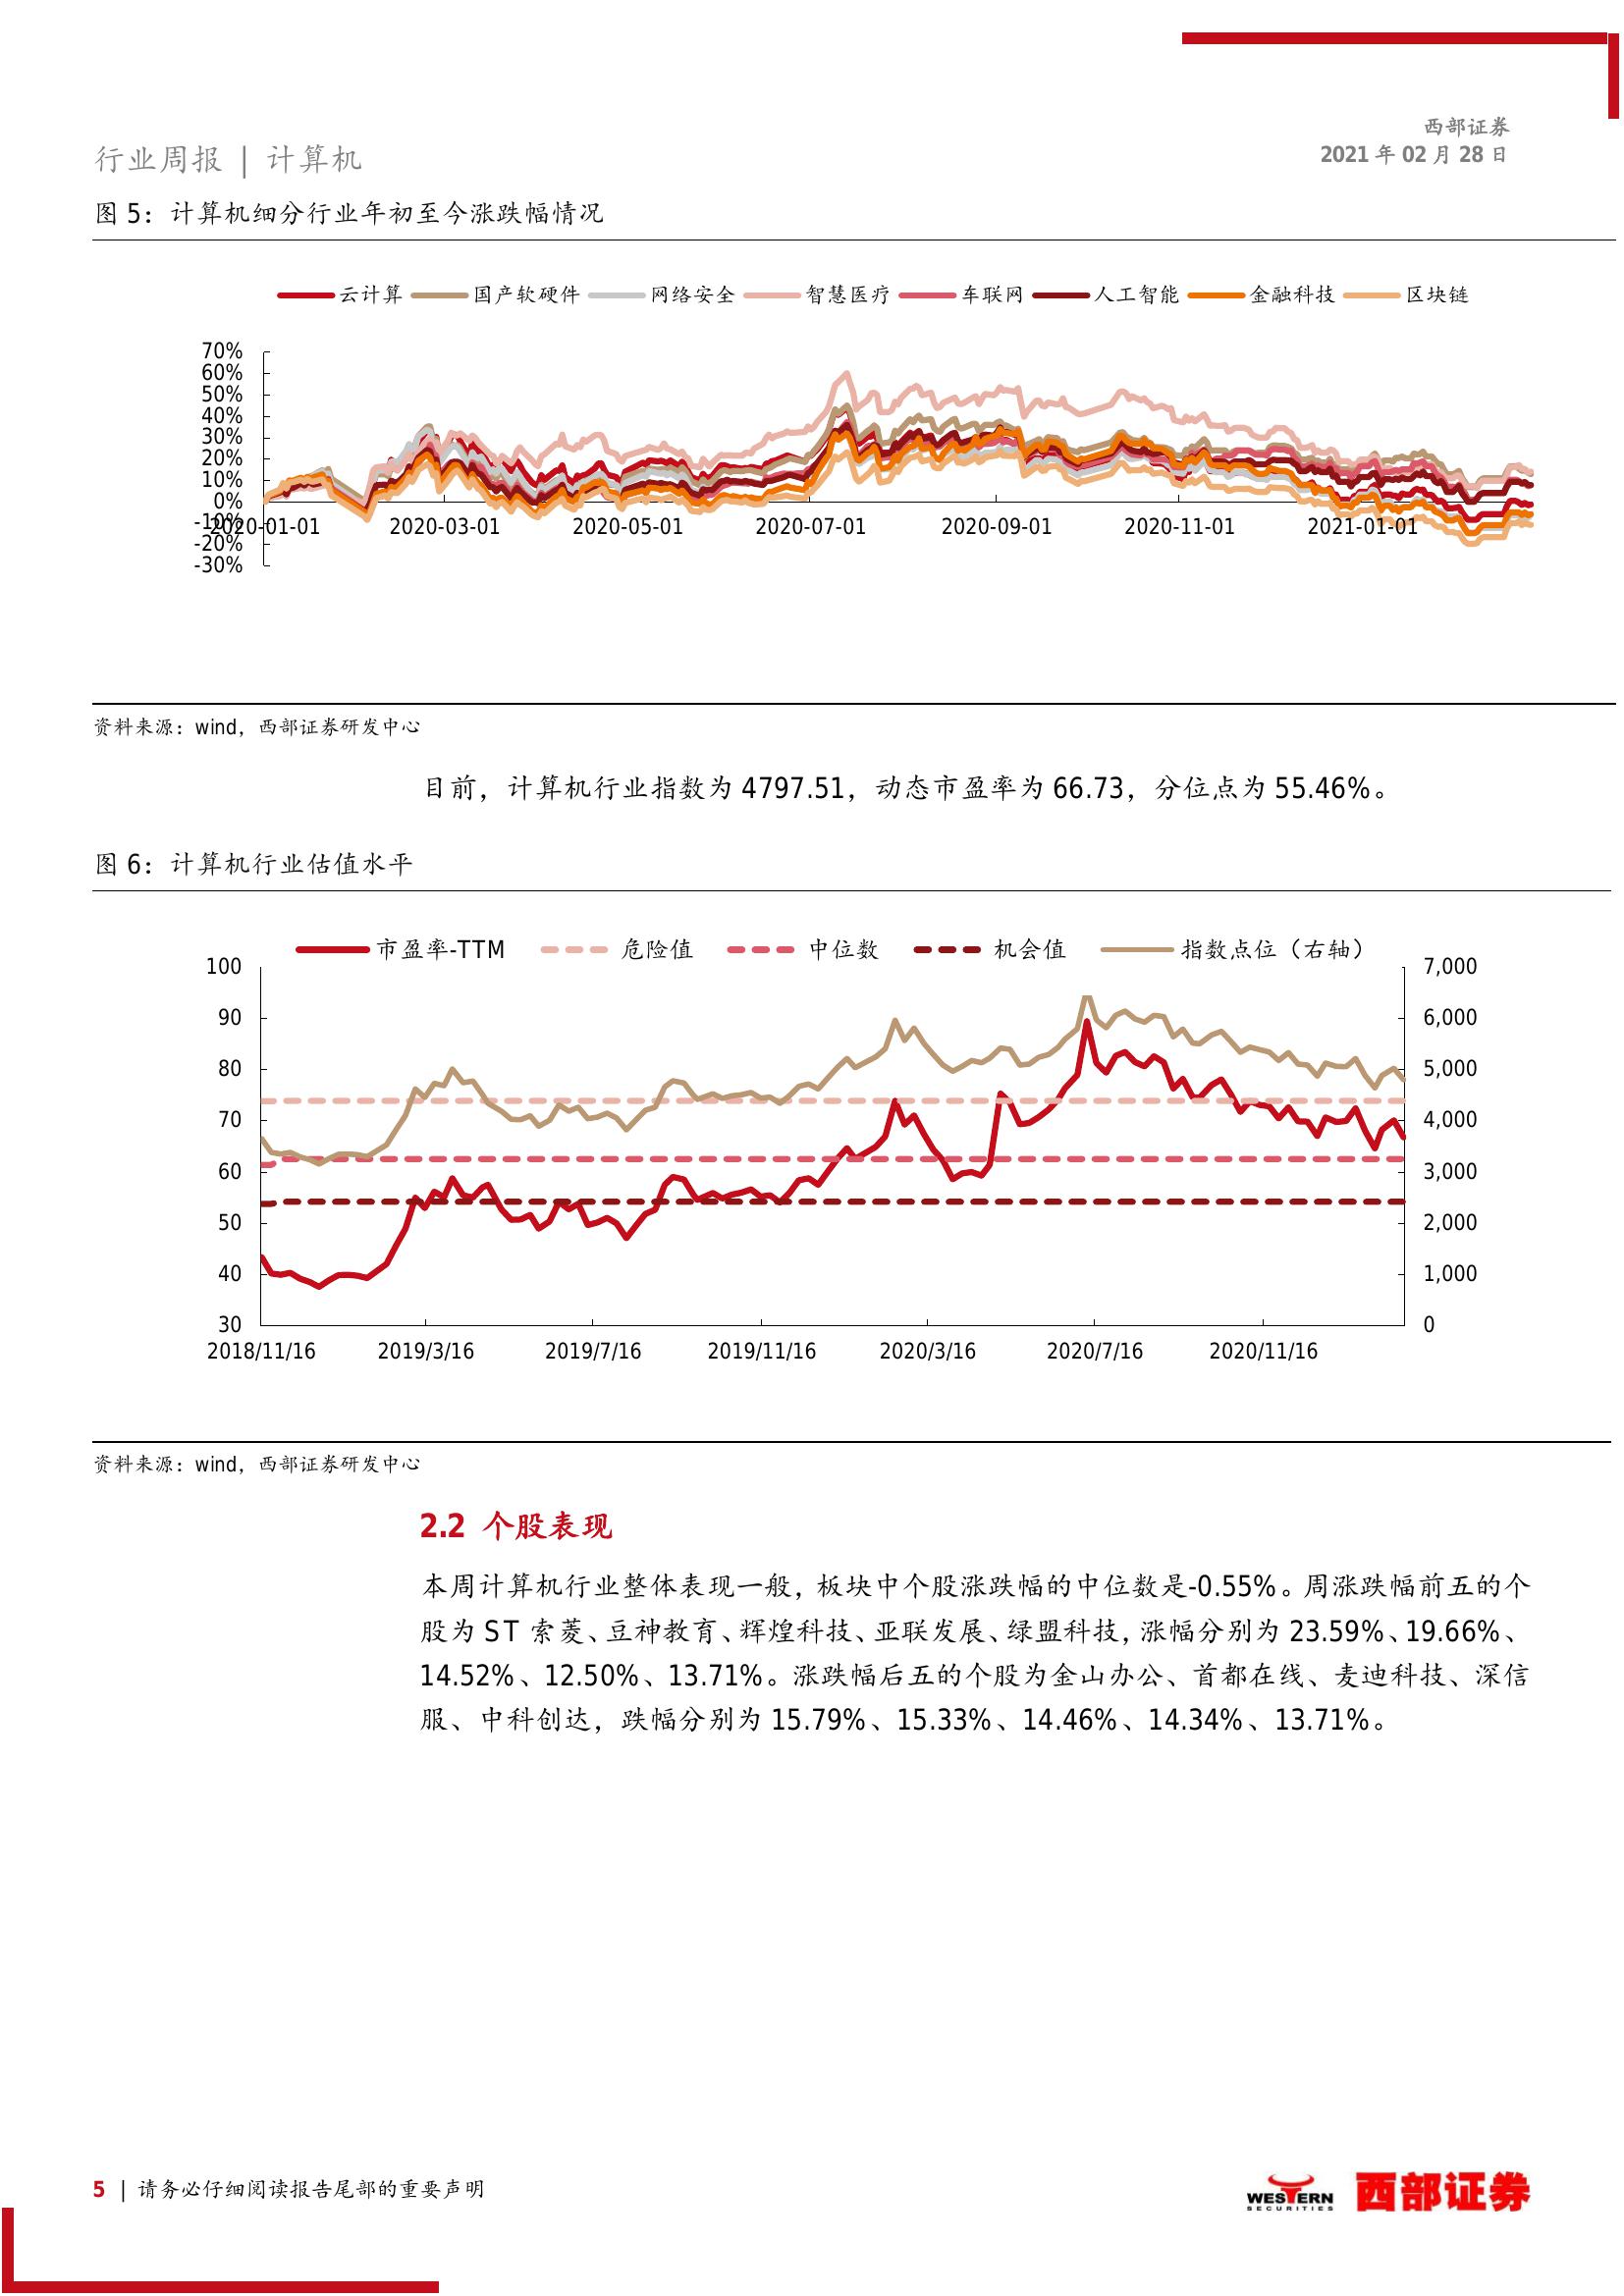 西部证券
2021 年 02 月 28 日
行业周报 | 计算机
图 5：计算机细分行业年初至今涨跌幅情况
云计算 国产软硬件 网络安全 智慧医疗 车联网 人工智能 金融科技 区块链
70%
60%
50%
40%
30%
20%
10%
0%
-10%
-20%
-30%
2020-01-01 2020-03-01 2020-05-01 2020-07-01 2020-09-01 2020-11-01 2021-01-01
资料来源：wind，西部证券研发中心
目前，计算机行业指数为 4797.51，动态市盈率为 66.73，分位点为 55.46%。
图 6：计算机行业估值水平
市盈率-TTM 危险值 中位数 机会值 指数点位（右轴）
100 7,000
90 6,000
80 5,000
70 4,000
60 3,000
50 2,000
40 1,000
30 0
2018/11/16 2019/3/16 2019/7/16 2019/11/16 2020/3/16 2020/7/16 2020/11/16
资料来源：wind，西部证券研发中心
2.2 个股表现
本周计算机行业整体表现一般，板块中个股涨跌幅的中位数是-0.55%。周涨跌幅前五的个
股为 ST 索菱、豆神教育、辉煌科技、亚联发展、绿盟科技，涨幅分别为 23.59%、19.66%、
14.52%、12.50%、13.71%。涨跌幅后五的个股为金山办公、首都在线、麦迪科技、深信
服、中科创达，跌幅分别为 15.79%、15.33%、14.46%、14.34%、13.71%。
5 | 请务必仔细阅读报告尾部的重要声明
WESTERN
SECURITIES
西部证券